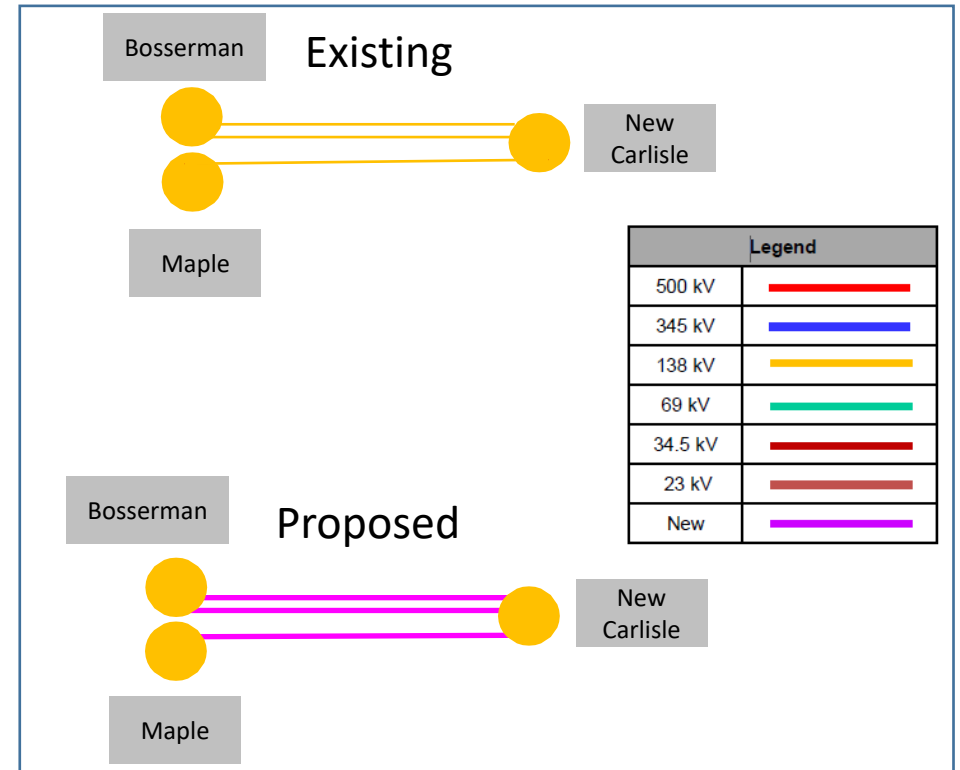 Bosserman
Existing
New
Carlisle
Maple
Legend
500 kV
345 kV
138 kV
69 kV
34.5 kV
23 kV
New
Bosserman
Proposed
New
Carlisle
Maple